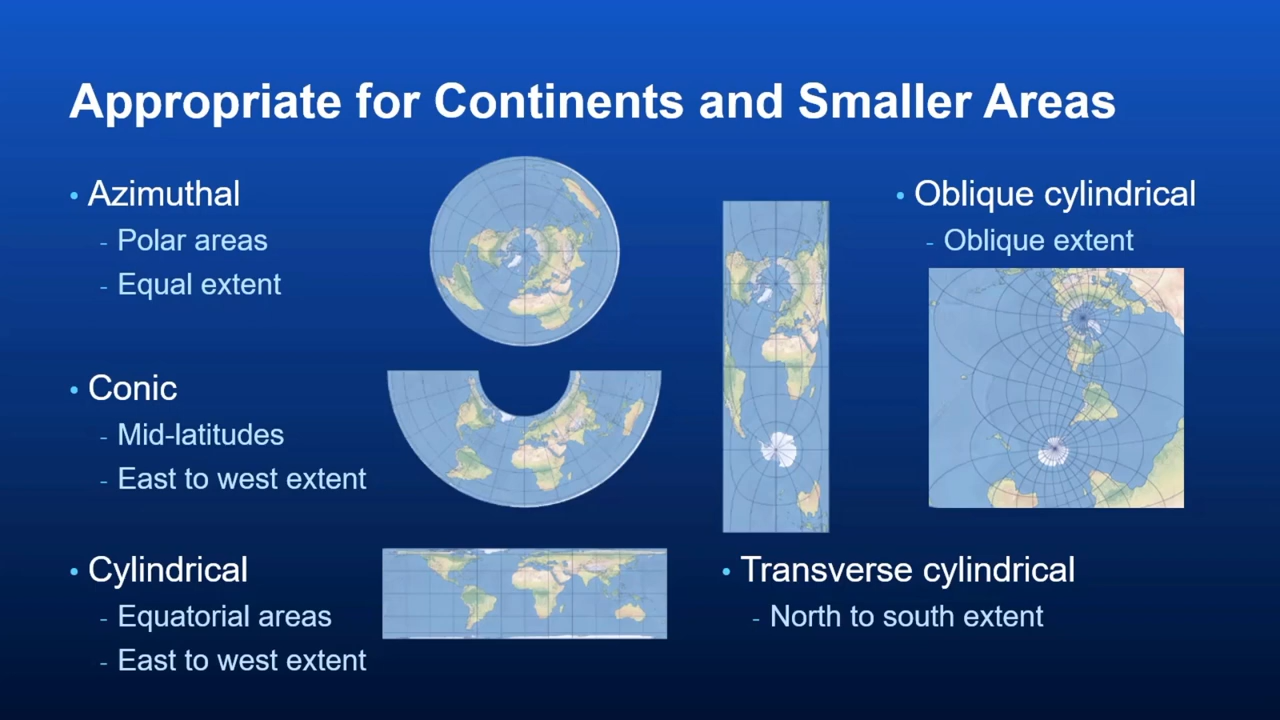 Appropriate for Continents and Smaller Areas
• Azimuthal
- Polar areas
- Equal extent
• Conic
- Mid-latitudes
- East to west extent
• Cylindrical
- Equatorial areas
- East to west extent
• Transverse cylindrical
- North to south extent
• Oblique cylindrical
- Oblique extent